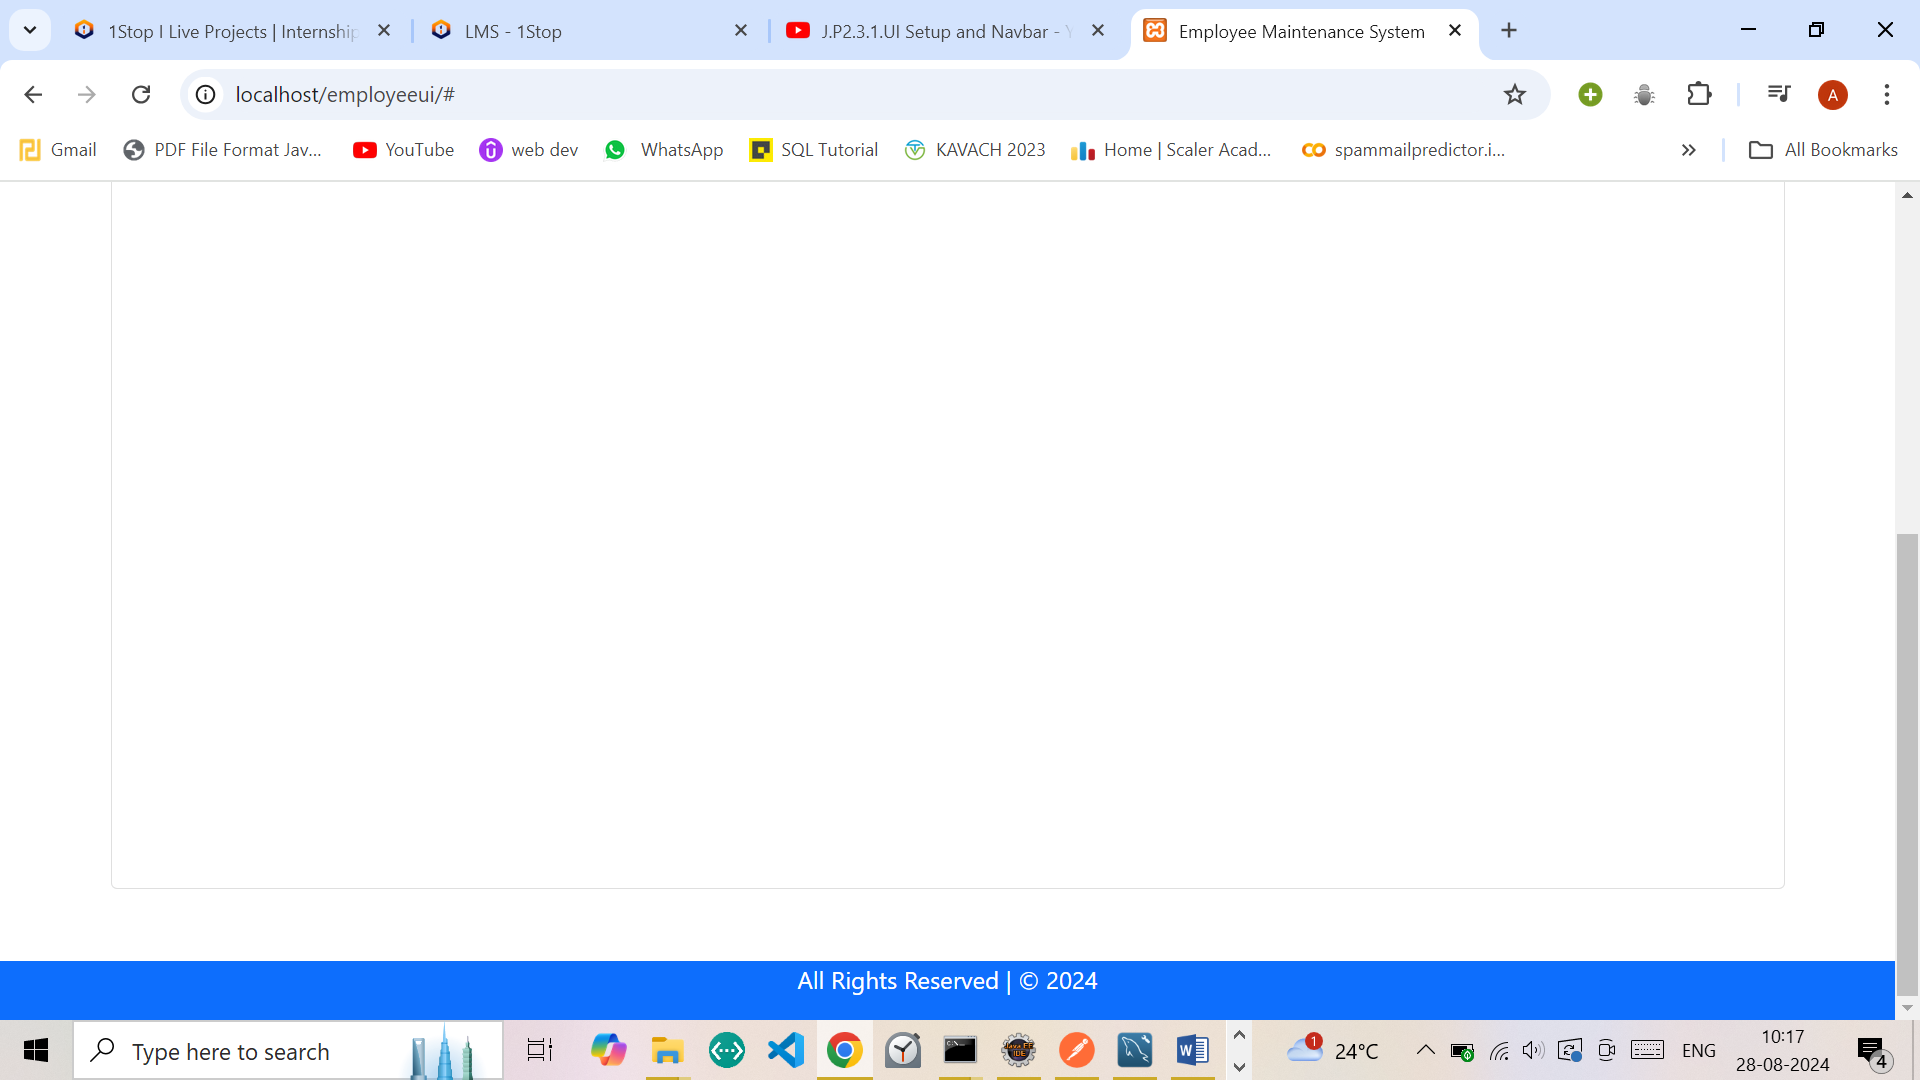 1Stop I Live Projects | Internship
LMS - 1Stop
J.P2.3.1.UI Setup and Navbar - Y
Employee Maintenance System
localhost/employeeui/#
A
Gmail
PDF File Format Jav...
YouTube
web dev
WhatsApp
SQL Tutorial
KAVACH 2023
Home | Scaler Acad...
spammailpredictor.i...
All Bookmarks
All Rights Reserved | © 2024
Type here to search
1
24°C
ENG
10:17
28-08-2024
4